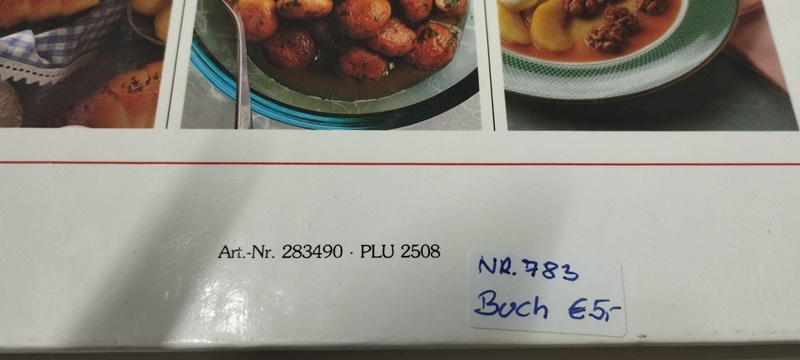 Art.-Nr. 283490 · PLU 2508
NR. 783
Buch €5,-